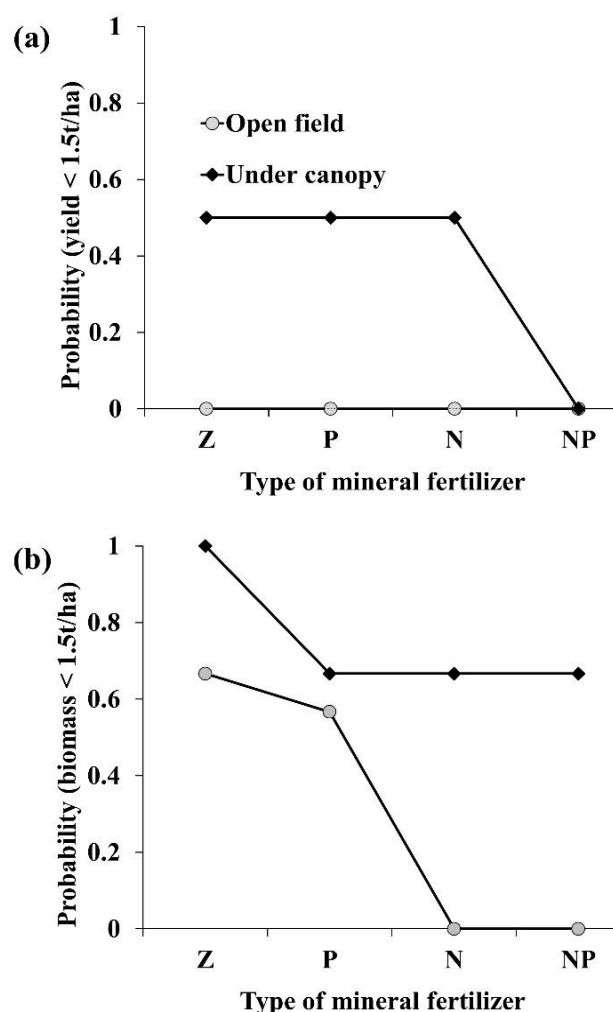 (a)
Probability (yield < 1.5t/ha)
1
0.8
0.6
0.4
0.2
0
Open field
Under canopy
Z P N NP
Type of mineral fertilizer
(b)
Probability (biomass < 1.5t/ha)
1
0.8
0.6
0.4
0.2
0
Z P N NP
Type of mineral fertilizer